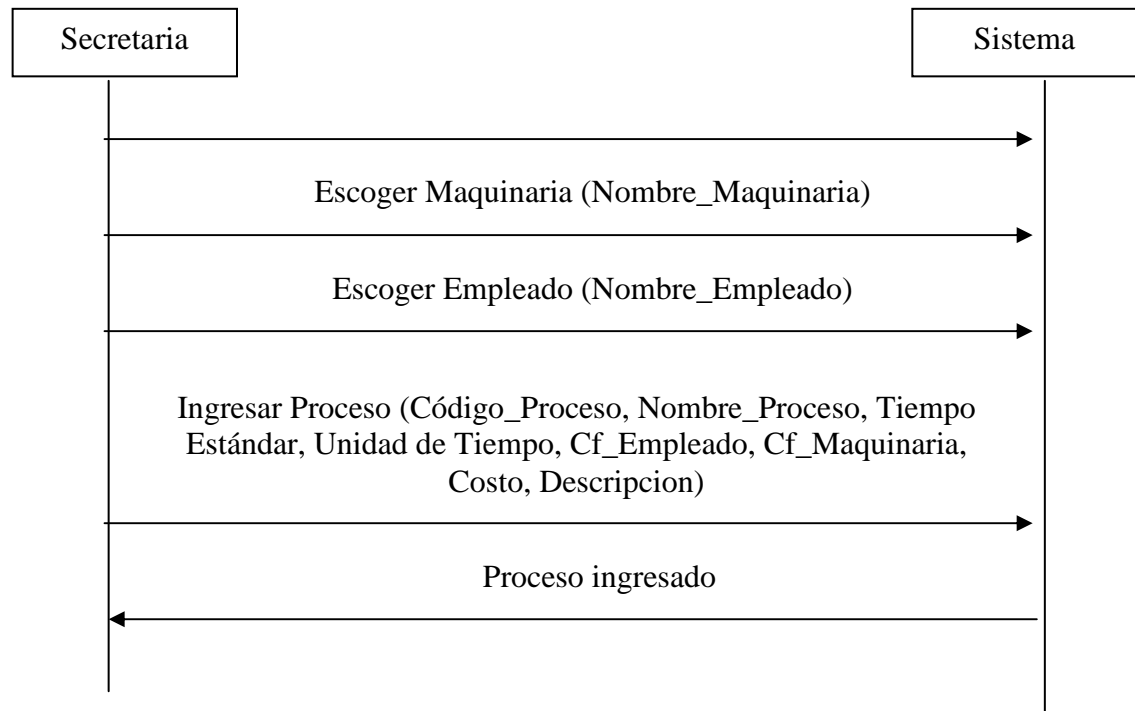 Secretaria
Sistema
Escoger Maquinaria (Nombre_Maquinaria)
Escoger Empleado (Nombre_Empleado)
Ingresar Proceso (Código_Proceso, Nombre_Proceso, Tiempo
Estándar, Unidad de Tiempo, Cf_Empleado, Cf_Maquinaria,
Costo, Descripcion)
Proceso ingresado